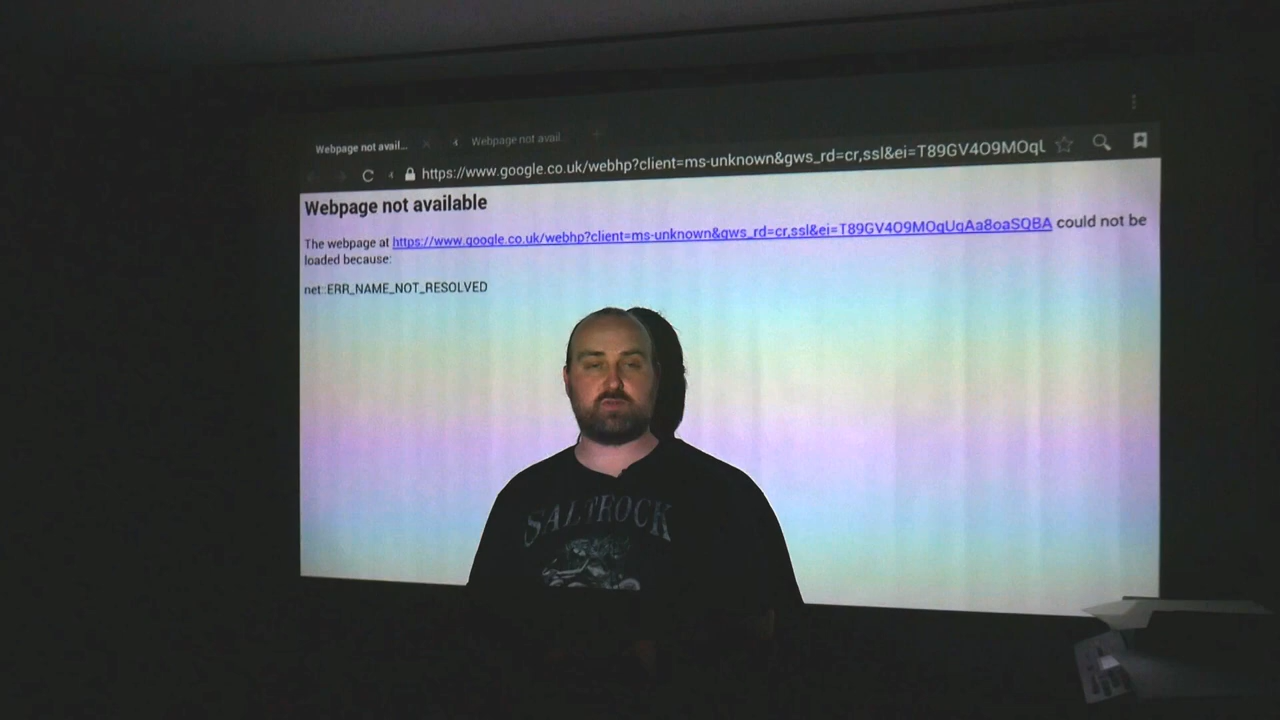 Webpage not avail...
Webpage not avail
https://www.google.co.uk/webhp?client=ms-unknown&gws_rd=cr,ssl&ei=T89GV4O9MOqU
Webpage not available
The webpage at https://www.google.co.uk/webhp?client=ms-unknown&gws_rd=cr,ssl&ei=T89GV4O9MOqUgAa8oaSQBA could not be
loaded because:
net::ERR_NAME_NOT_RESOLVED
SALTROCK